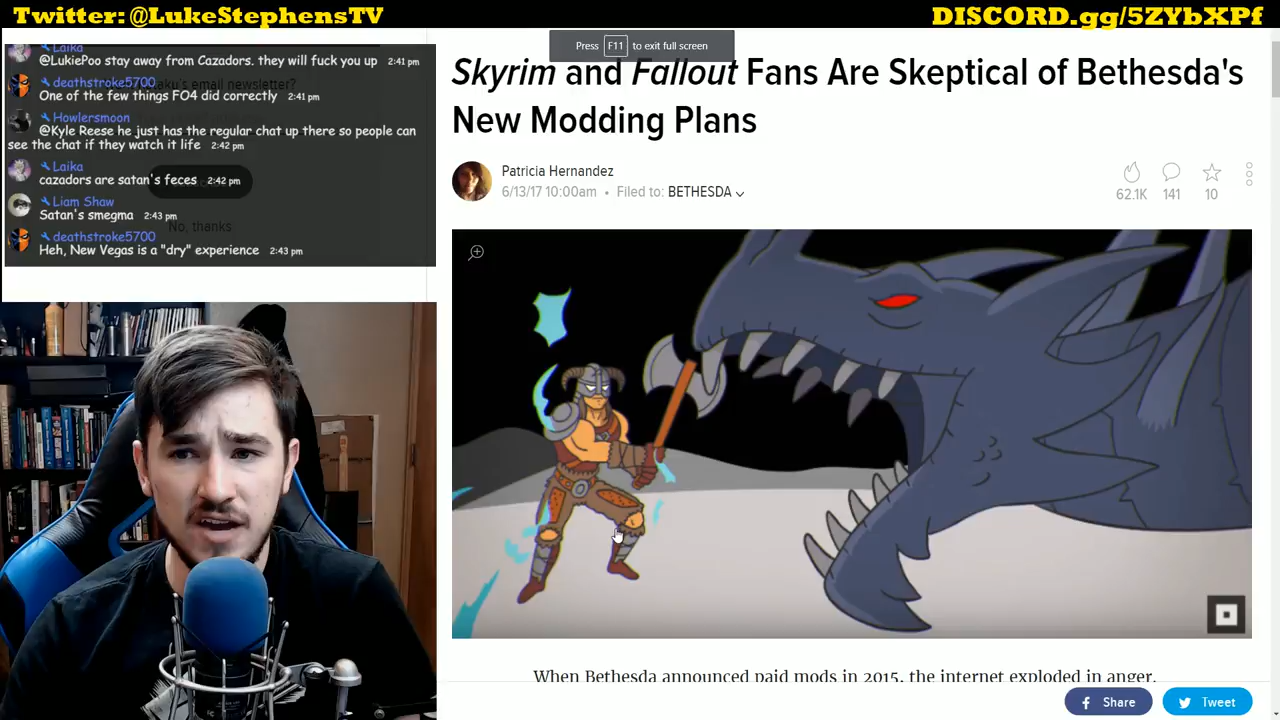 Twitter: @LukeStephensTV
DISCORD.gg/5ZYbXPf
Press F11 to exit full screen
Laika
@LukiePoo stay away from Cazadors. they will fuck you up 2:41 pm
deathstroke5700
One of the few things FO4 did correctly 2:41 pm
Howlersmoon
@Kyle Reese he just has the regular chat up there so people can
see the chat if they watch it life 2:42 pm
Laika
cazadors are satan's feces 2:42 pm
Liam Shaw
Satan's smegma 2:43 pm
No, thanks
deathstroke5700
Heh, New Vegas is a "dry" experience 2:43 pm
Skyrim and Fallout Fans Are Skeptical of Bethesda's
New Modding Plans
Patricia Hernandez
6/13/17 10:00am • Filed to: BETHESDA
62.1K 141 10
When Bethesda announced paid mods in 2015, the internet exploded in anger.
Share
Tweet